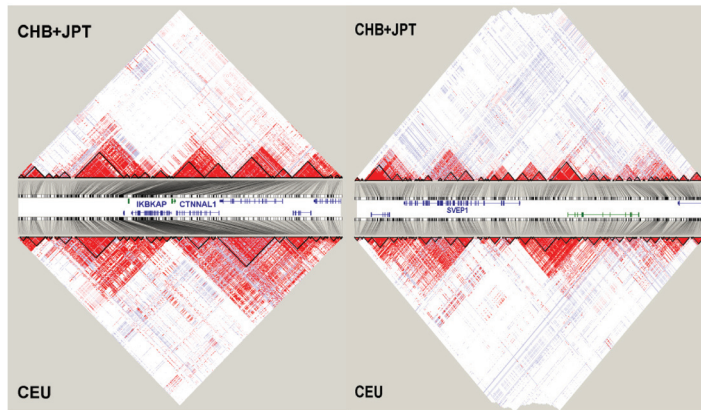 CHB+JPT
CHB+JPT
IKBKAP CTNNAL1
SVEP1
CEU
CEU